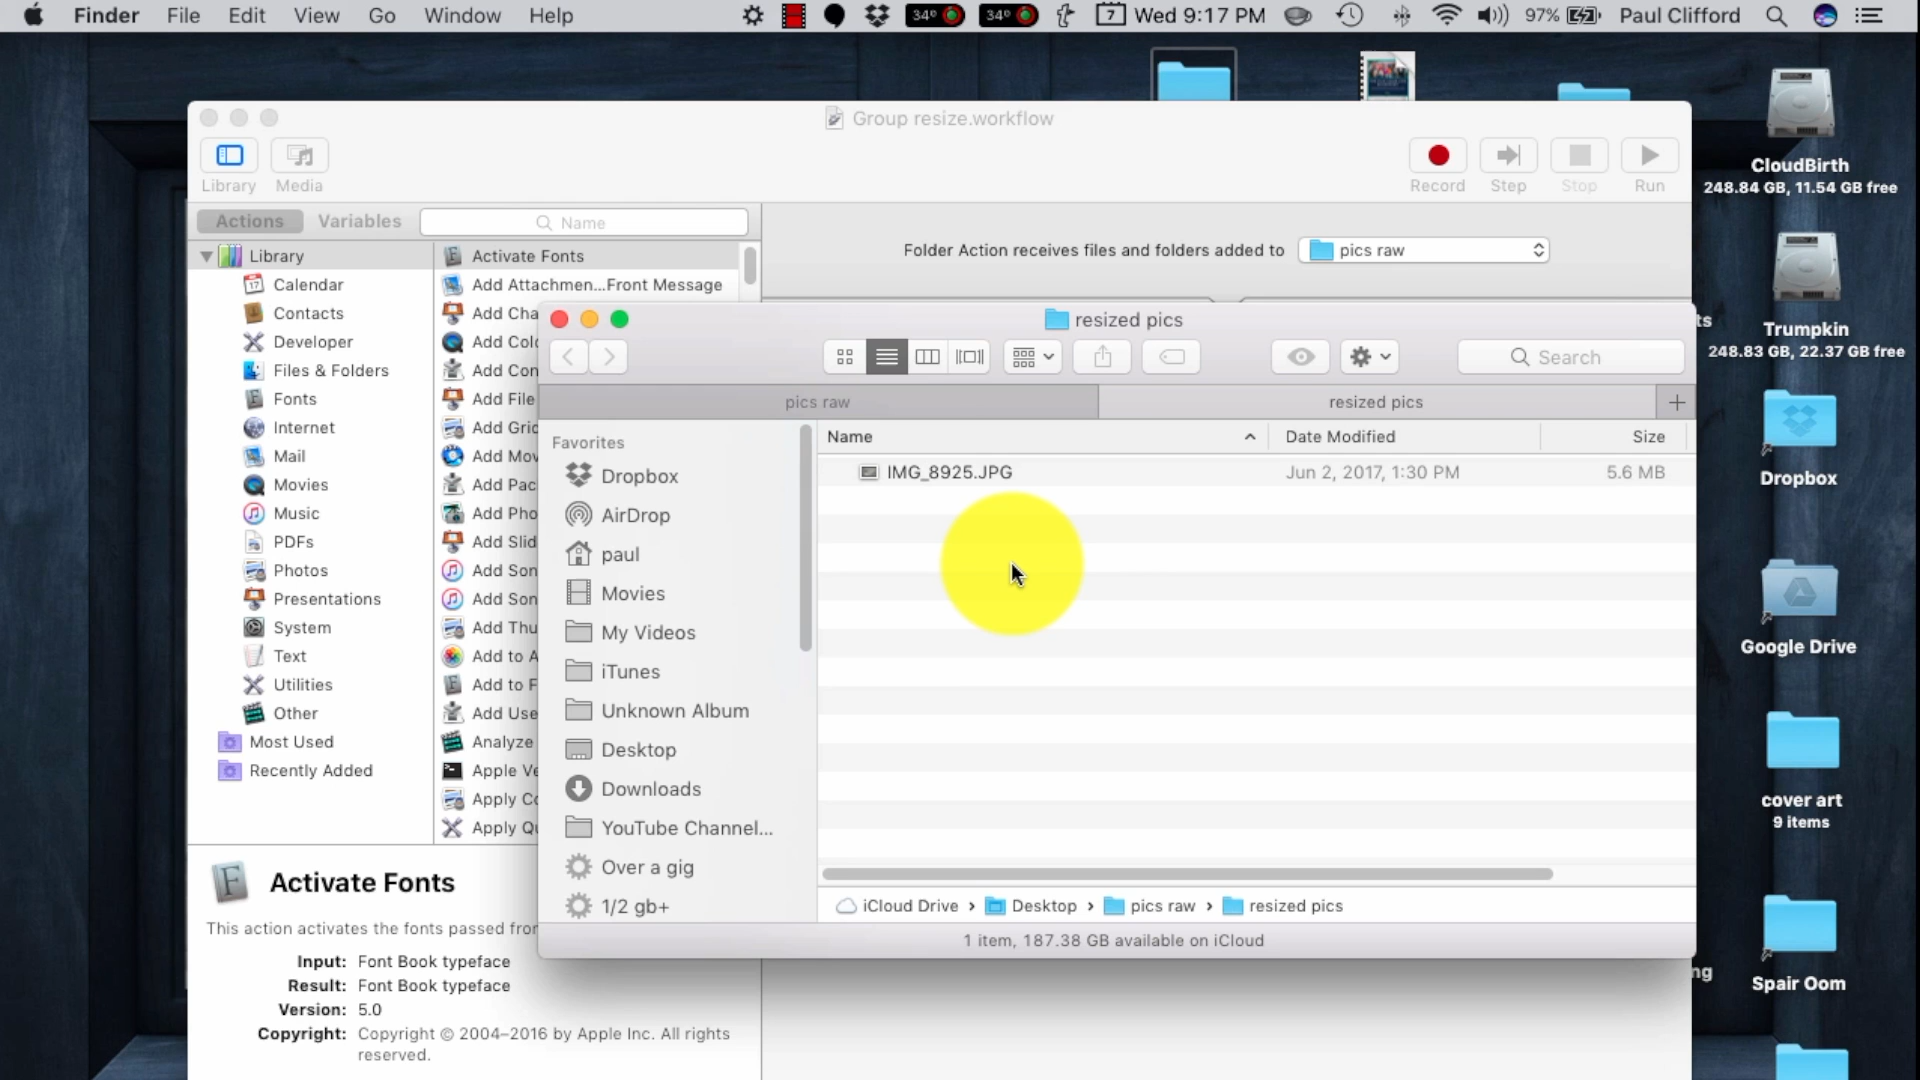 Finder File Edit View Go Window Help 34° 34° 7 Wed 9:17 PM 97% Paul Clifford
Group resize.workflow
Library Media Record Step Stop Run
Actions Variables Name
Folder Action receives files and folders added to pics raw
Library
Calendar
Contacts
Developer
Files & Folders
Fonts
Internet
Mail
Movies
Music
PDFs
Photos
Presentations
System
Text
Utilities
Other
Most Used
Recently Added
Activate Fonts
Add Attachmen...Front Message
Add Cha
Add Colo
Add Con
Add File
Add Grid
Add Mov
Add Pac
Add Pho
Add Slid
Add Son
Add Son
Add Thu
Add to A
Add to F
Add Use
Analyze
Apple Ve
Apply Co
Apply Qu
Activate Fonts
This action activates the fonts passed fro
Input: Font Book typeface
Result: Font Book typeface
Version: 5.0
Copyright: Copyright © 2004–2016 by Apple Inc. All rights
reserved.
resized pics
Search
pics raw resized pics
Favorites
Dropbox
AirDrop
paul
Movies
My Videos
iTunes
Unknown Album
Desktop
Downloads
YouTube Channel...
Over a gig
1/2 gb+
Name Date Modified Size
IMG_8925.JPG Jun 2, 2017, 1:30 PM 5.6 MB
iCloud Drive › Desktop › pics raw › resized pics
1 item, 187.38 GB available on iCloud
CloudBirth
248.84 GB, 11.54 GB free
Trumpkin
248.83 GB, 22.37 GB free
Dropbox
Google Drive
cover art
9 items
Spair Oom
ts
ng